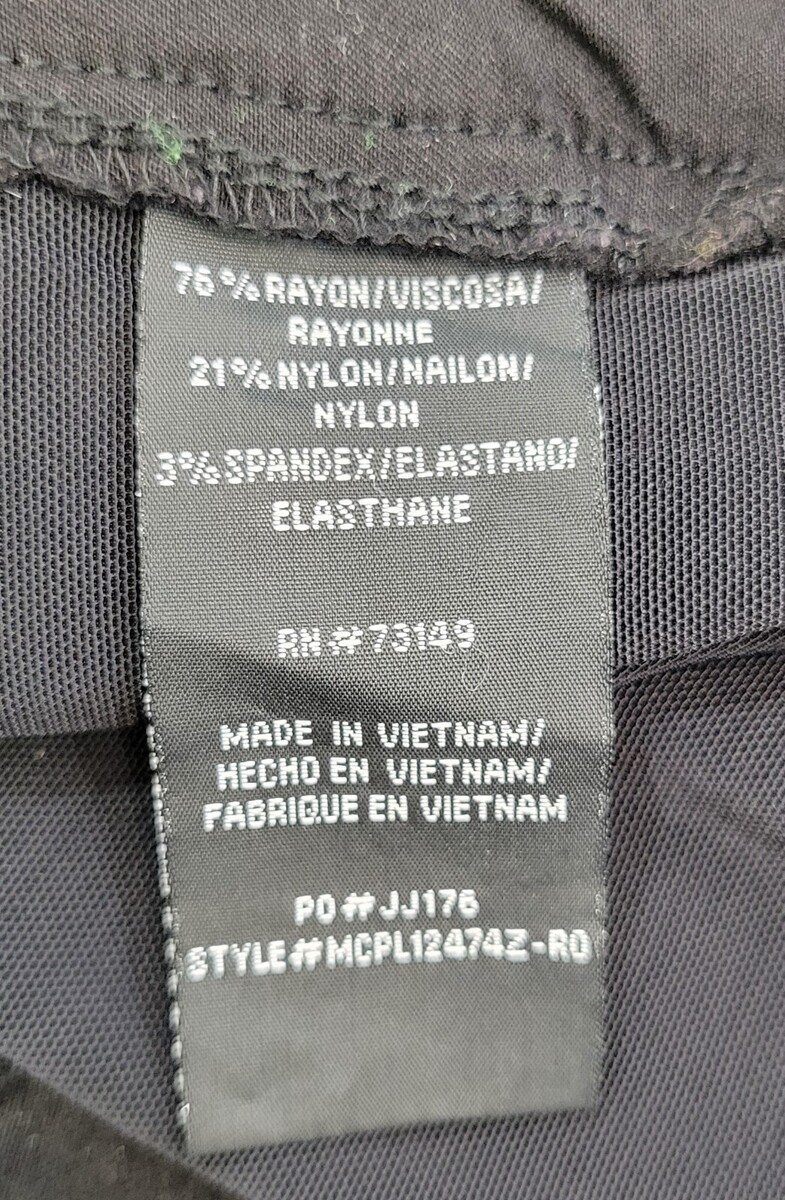 76% RAYON/VISCOSA/
RAYONNE
21% NYLON/NAILON/
NYLON
3% SPANDEX/ELASTANO/
ELASTHANE
RN#73149
MADE IN VIETNAM/
HECHO EN VIETNAM/
FABRIQUE EN VIETNAM
PO#JJ176
STYLE#MCPL12474Z-RO